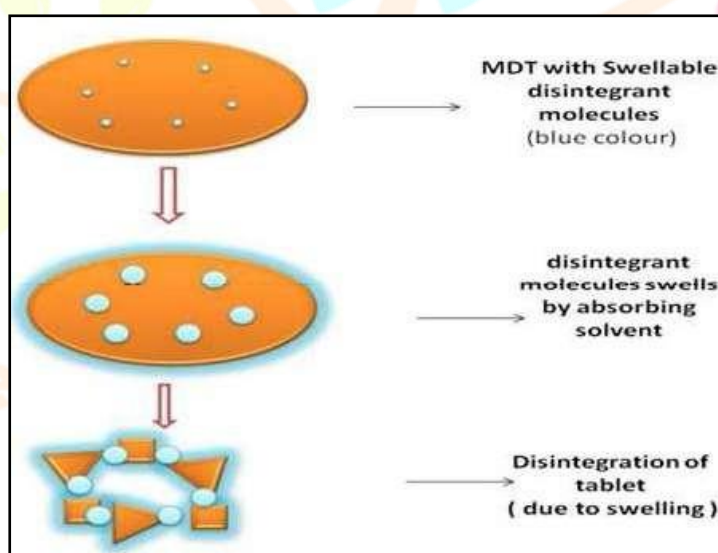 MDT with Swellable
disintegrant
molecules
(blue colour)
disintegrant
molecules swells
by absorbing
solvent
Disintegration of
tablet
( due to swelling )